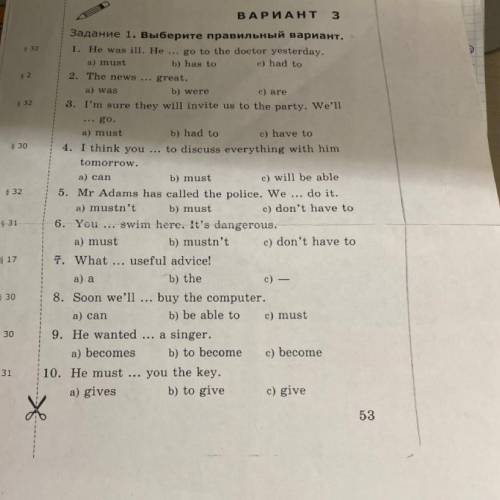 ВАРИАНТ 3
Задание 1. Выберите правильный вариант.
§ 32 1. He was ill. He ... go to the doctor yesterday.
a) must b) has to c) had to
§ 2 2. The news ... great.
a) was b) were c) are
§ 32 3. I'm sure they will invite us to the party. We'll
... go.
a) must b) had to c) have to
§ 30 4. I think you ... to discuss everything with him
tomorrow.
a) can b) must c) will be able
§ 32 5. Mr Adams has called the police. We ... do it.
a) mustn't b) must c) don't have to
§ 31 6. You ... swim here. It's dangerous.
a) must b) mustn't c) don't have to
§ 17 7. What ... useful advice!
a) a b) the c) —
§ 30 8. Soon we'll ... buy the computer.
a) can b) be able to c) must
30 9. He wanted ... a singer.
a) becomes b) to become c) become
31 10. He must ... you the key.
a) gives b) to give c) give
53